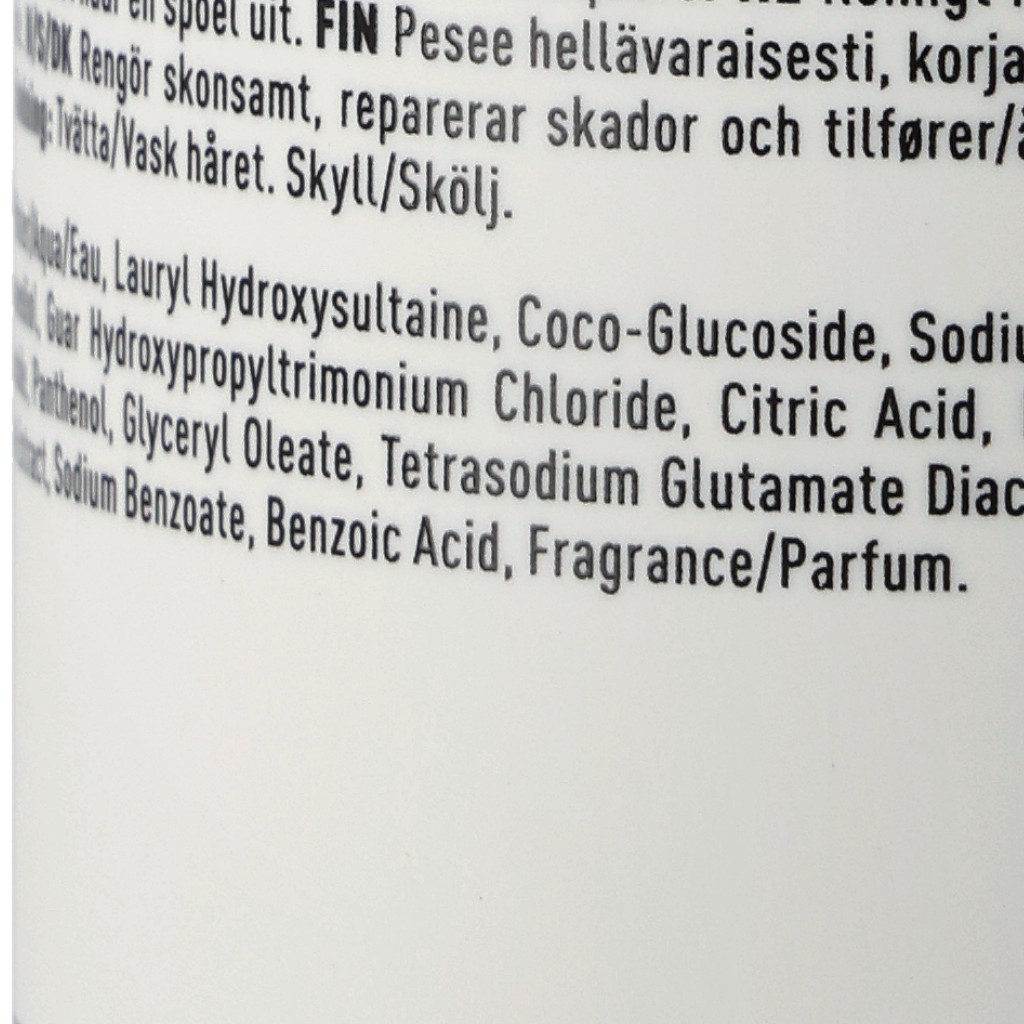 en spoel uit. FIN Pesee hellävaraisesti, korja
N/S/DK Rengör skonsamt, reparerar skador och tilfører/
Tvätta/Vask håret. Skyll/Skölj.
Aqua/Eau, Lauryl Hydroxysultaine, Coco-Glucoside, Sodiu
Guar Hydroxypropyltrimonium Chloride, Citric Acid,
Panthenol, Glyceryl Oleate, Tetrasodium Glutamate Diac
Sodium Benzoate, Benzoic Acid, Fragrance/Parfum.